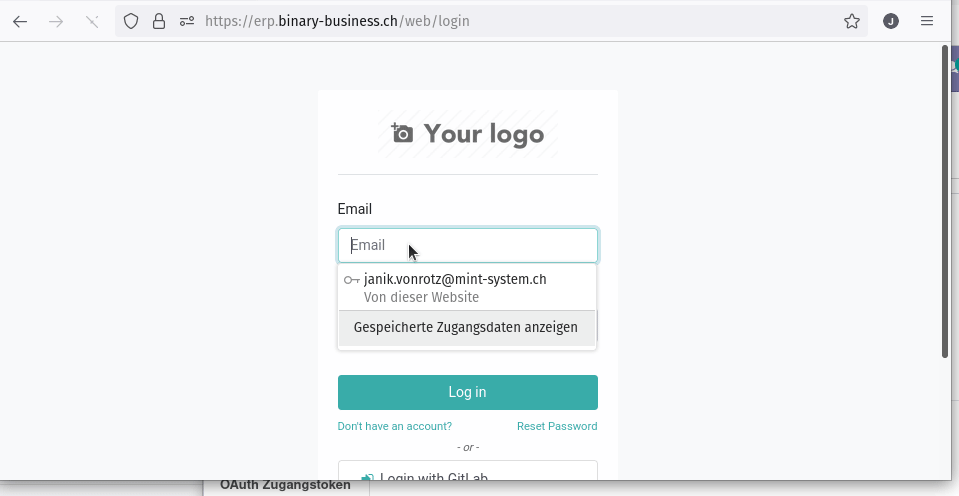 https://erp.binary-business.ch/web/login
J
Your logo
Email
Email
janik.vonrotz@mint-system.ch
Von dieser Website
Gespeicherte Zugangsdaten anzeigen
Log in
Don't have an account?
Reset Password
- or -
Login with GitLab
OAuth Zugangstoken